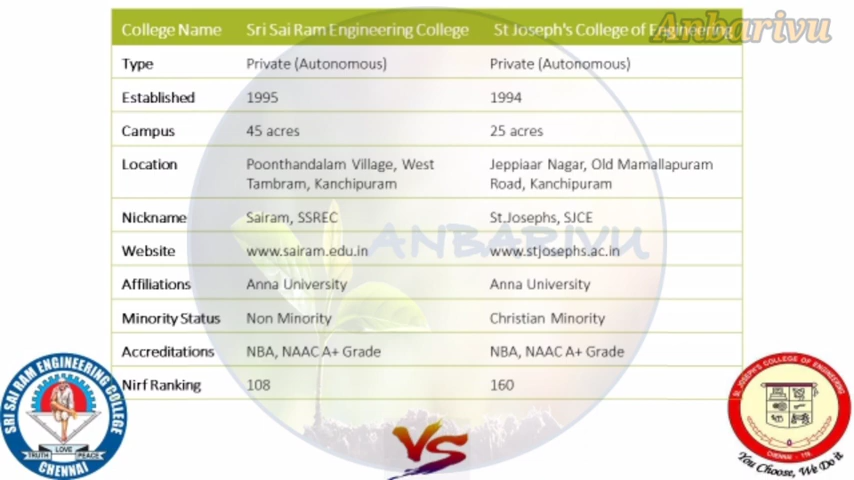 Anbarivu
College Name Sri Sai Ram Engineering College St Joseph's College of Engineering
Type Private (Autonomous) Private (Autonomous)
Established 1995 1994
Campus 45 acres 25 acres
Location Poonthandalam Village, West Jeppiaar Nagar, Old Mamallapuram
Tambram, Kanchipuram Road, Kanchipuram
Nickname Sairam, SSREC St.Josephs, SJCE
ANBARIVU
Website www.sairam.edu.in www.stjosephs.ac.in
Affiliations Anna University Anna University
Minority Status Non Minority Christian Minority
Accreditations NBA, NAAC A+ Grade NBA, NAAC A+ Grade
Nirf Ranking 108 160
SRI SAI RAM ENGINEERING COLLEGE
LOVE
TRUTH PEACE
CHENNAI
VS
ST. JOSEPH'S COLLEGE OF ENGINEERING
You Choose, We Do it